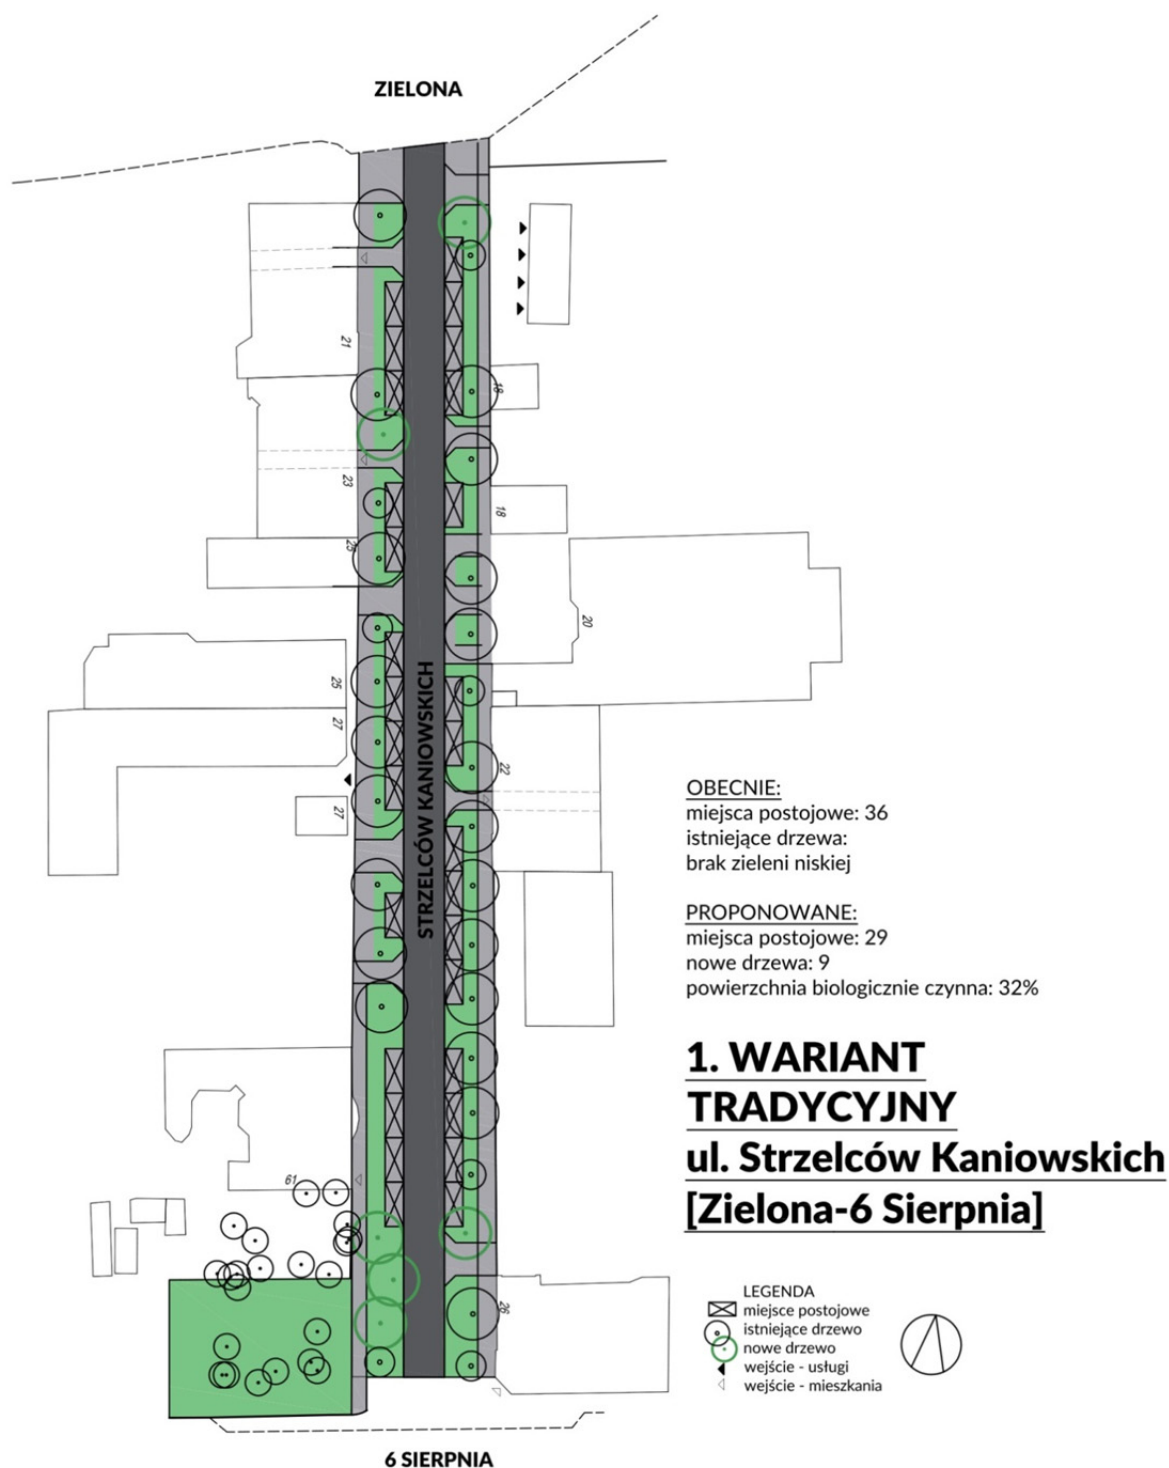 ZIELONA
21
18
23
18
25
20
25
27
22
27
STRZELCÓW KANIOWSKICH
OBECNIE:
miejsca postojowe: 36
istniejące drzewa:
brak zieleni niskiej
PROPONOWANE:
miejsca postojowe: 29
nowe drzewa: 9
powierzchnia biologicznie czynna: 32%
1. WARIANT
TRADYCYJNY
ul. Strzelców Kaniowskich
[Zielona-6 Sierpnia]
61
26
LEGENDA
miejsce postojowe
istniejące drzewo
nowe drzewo
wejście - usługi
wejście - mieszkania
6 SIERPNIA